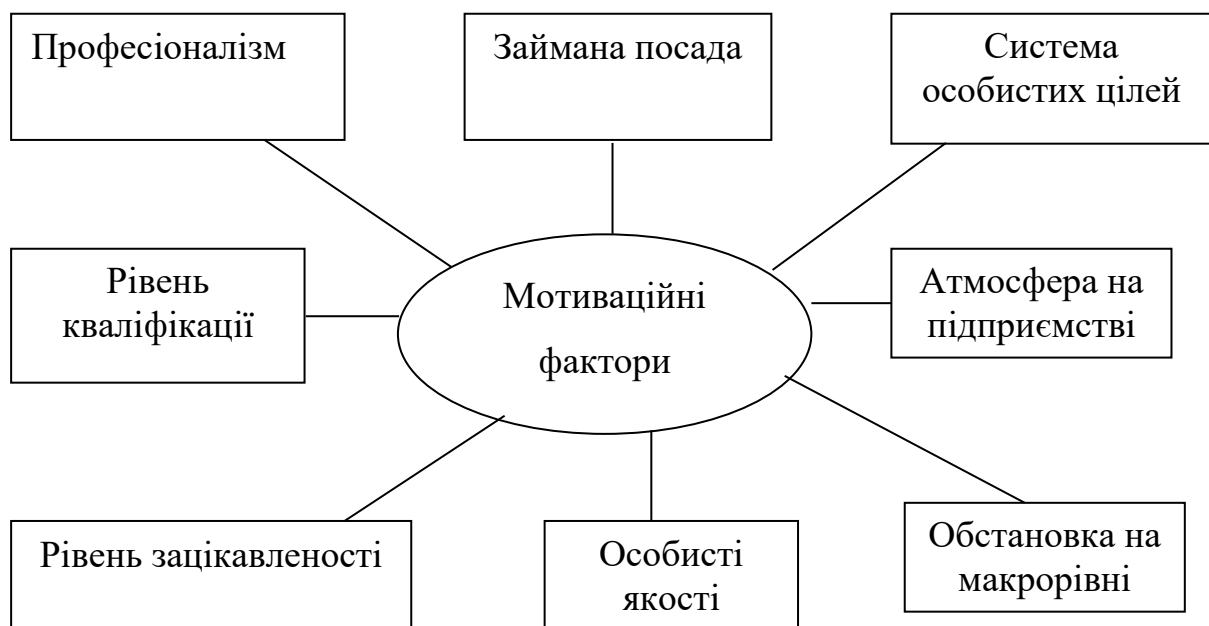 Професіоналізм
Займана посада
Система
особистих цілей
Рівень
кваліфікації
Мотиваційні
фактори
Атмосфера на
підприємстві
Рівень зацікавленості
Особисті
якості
Обстановка на
макрорівні